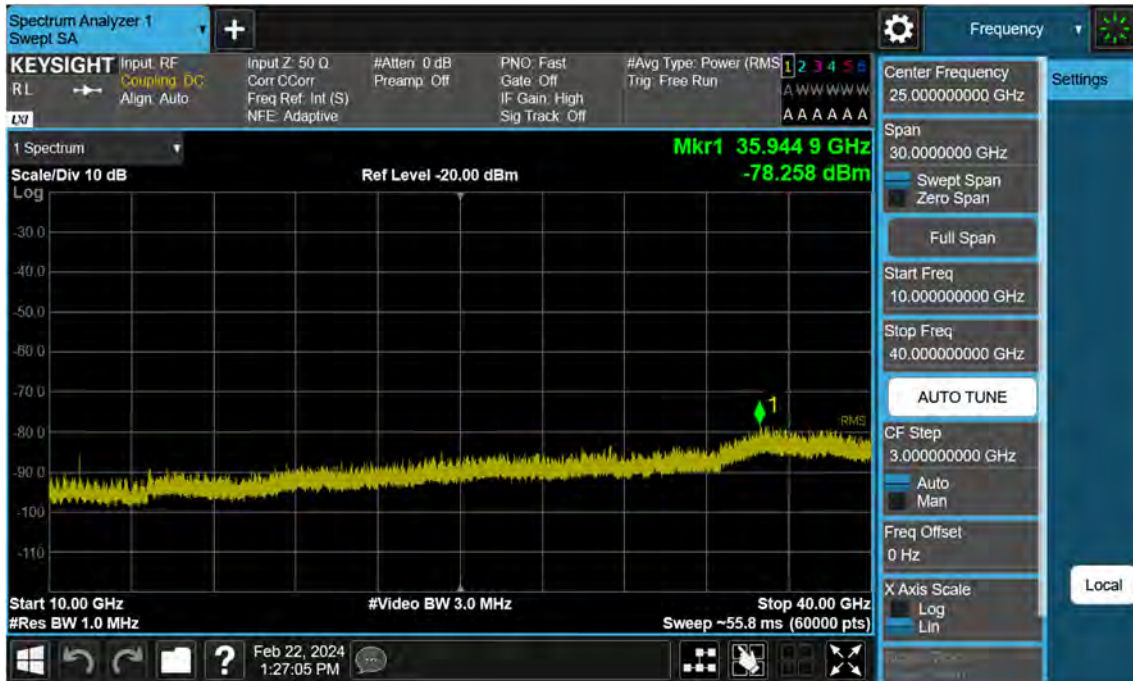 Spectrum Analyzer 1
Swept SA
+
Frequency
KEYSIGHT
RL
LXI
Input: RF
Coupling: DC
Align: Auto
Input Z: 50 Ω
Corr CCorr
Freq Ref: Int (S)
NFE: Adaptive
#Atten: 0 dB
Preamp: Off
PNO: Fast
Gate: Off
IF Gain: High
Sig Track: Off
#Avg Type: Power (RMS
Trig: Free Run
1 2 3 4 5 6
A W W W W W
A A A A A A
1 Spectrum
Scale/Div 10 dB
Ref Level -20.00 dBm
Mkr1 35.944 9 GHz
-78.258 dBm
Log
-30.0
-40.0
-50.0
-60.0
-70.0
-80.0
-90.0
-100
-110
1
RMS
Start 10.00 GHz
#Res BW 1.0 MHz
#Video BW 3.0 MHz
Stop 40.00 GHz
Sweep ~55.8 ms (60000 pts)
Center Frequency
25.000000000 GHz
Span
30.0000000 GHz
Swept Span
Zero Span
Full Span
Start Freq
10.000000000 GHz
Stop Freq
40.000000000 GHz
AUTO TUNE
CF Step
3.000000000 GHz
Auto
Man
Freq Offset
0 Hz
X Axis Scale
Log
Lin
Settings
Local
?
Feb 22, 2024
1:27:05 PM